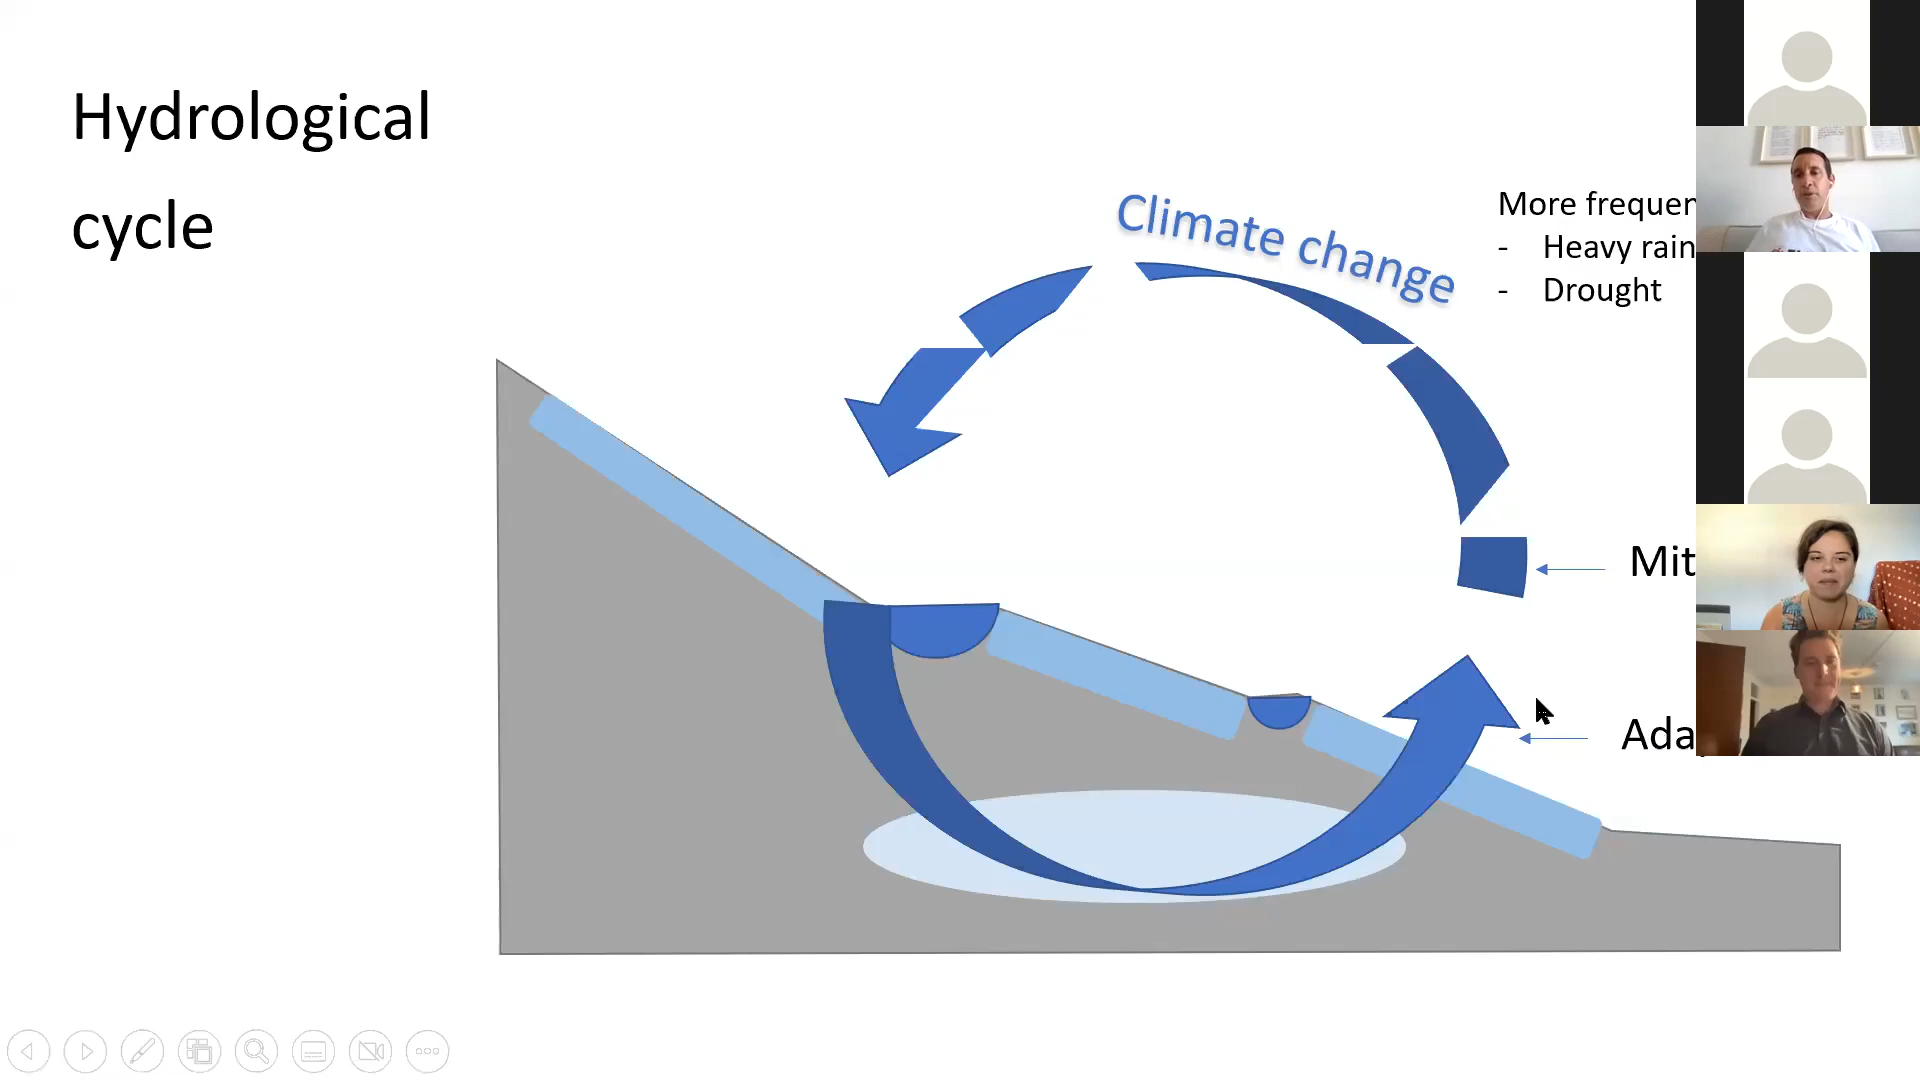 Hydrological
cycle
Climate change
More frequen
- Heavy rain
- Drought
Mit
Ada